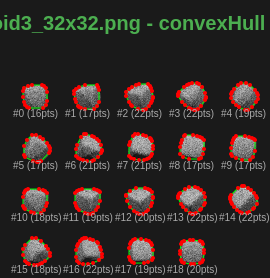 oid3_32x32.png - convexHull
#0 (16pts) #1 (17pts) #2 (22pts) #3 (22pts) #4 (19pts)
#5 (17pts) #6 (21pts) #7 (21pts) #8 (17pts) #9 (17pts)
#10 (18pts) #11 (19pts) #12 (20pts) #13 (22pts) #14 (22pts)
#15 (18pts) #16 (22pts) #17 (19pts) #18 (20pts)